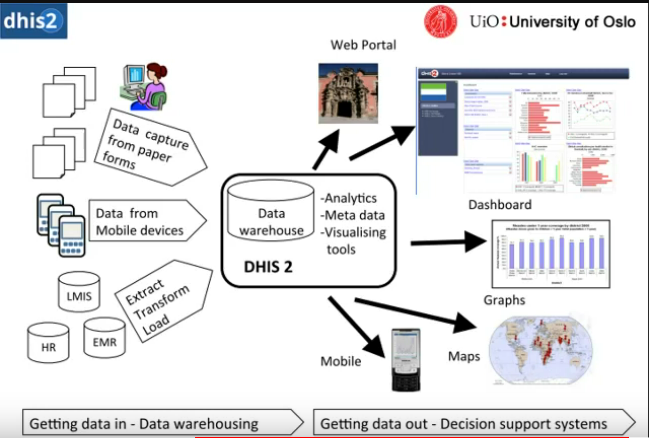 dhis2
UiO:University of Oslo
Web Portal
Data capture
from paper
forms
Data from
Mobile devices
Data
warehouse
-Analytics
-Meta data
-Visualising
tools
DHIS 2
Dashboard
LMIS
HR
EMR
Extract
Transform
Load
Graphs
Mobile
Maps
Getting data in - Data warehousing
Getting data out - Decision support systems